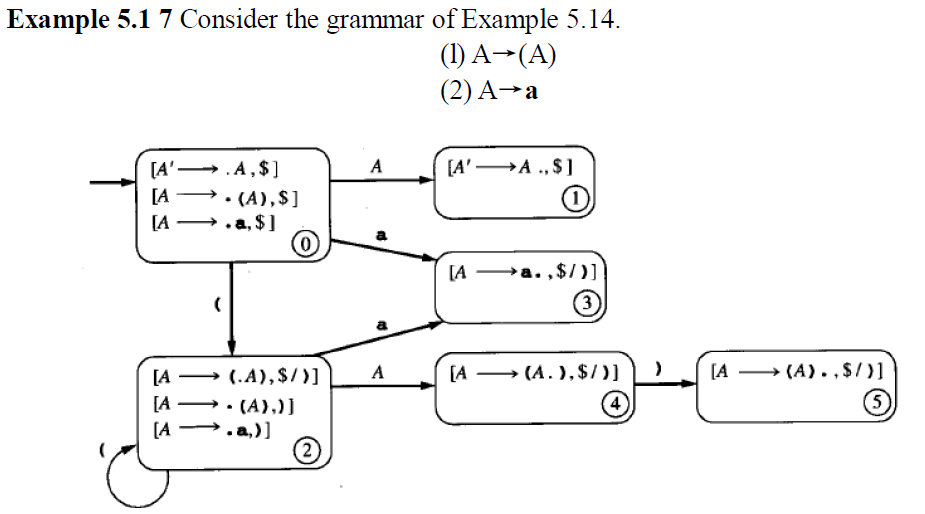 Example 5.1 7 Consider the grammar of Example 5.14.
(l) A→(A)
(2) A→a
[A' ⟶ . A, $]
[A ⟶ . (A), $]
[A ⟶ . a, $]
0
A
[A' ⟶ A ., $]
1
a
[A ⟶ a. , $/)]
3
(
a
[A ⟶ (.A), $/)]
[A ⟶ . (A),)]
[A ⟶ . a,)]
2
(
A
[A ⟶ (A. ), $/)]
4
)
[A ⟶ (A) . , $/)]
5